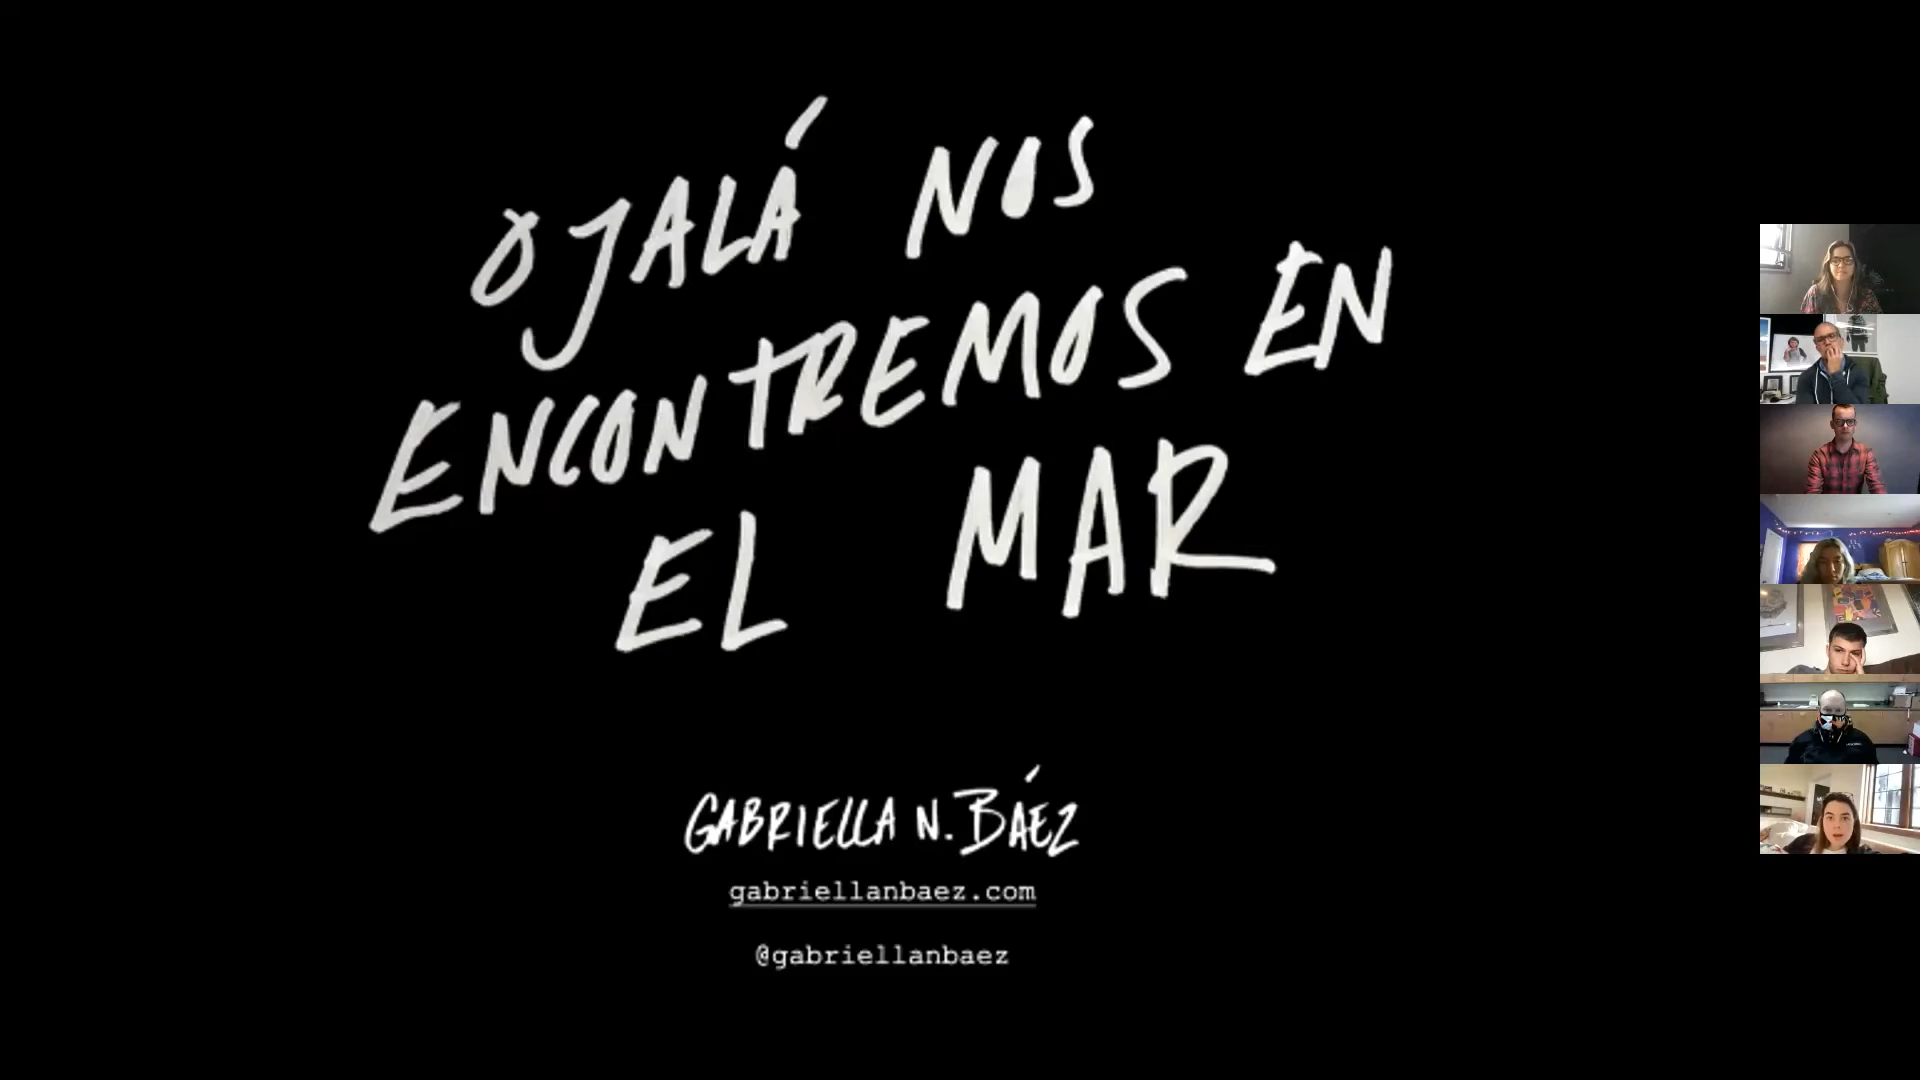 OJALÁ NOS
ENCONTREMOS EN
EL MAR
GABRIELLA N. BÁEZ
gabriellanbaez.com
@gabriellanbaez